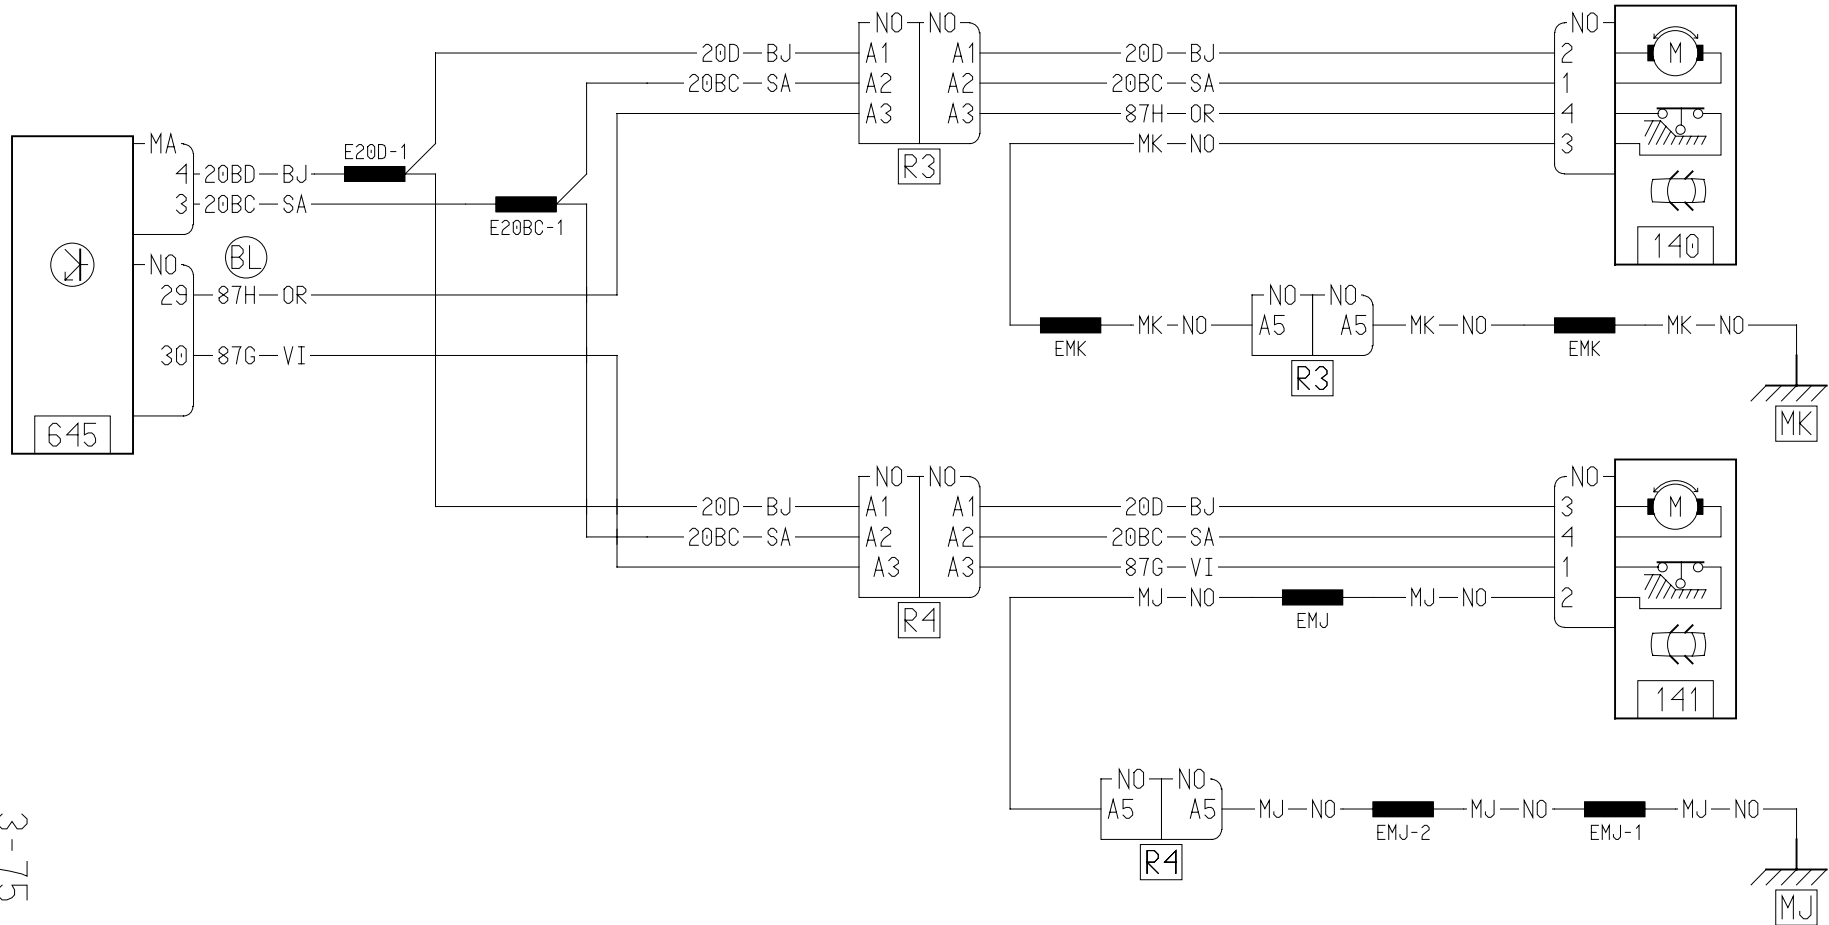 NO NO NO
20D BJ A1 A1 20D BJ 2 M
20BC SA A2 A2 20BC SA 1
A3 A3 87H OR 4
MA MK NO 3
E20D-1
R3
4 20BD BJ
3 20BC SA
E20BC-1
140
BL
NO
29 87H OR
NO NO
EMK MK NO A5 A5 MK NO EMK MK NO
30 87G VI
R3
MK
645
NO NO NO
20D BJ A1 A1 20D BJ 3 M
20BC SA A2 A2 20BC SA 4
A3 A3 87G VI 1
MJ NO MJ NO 2
R4
EMJ
141
NO NO
A5 A5 MJ NO MJ NO MJ NO
EMJ-2 EMJ-1
R4
MJ
3-75